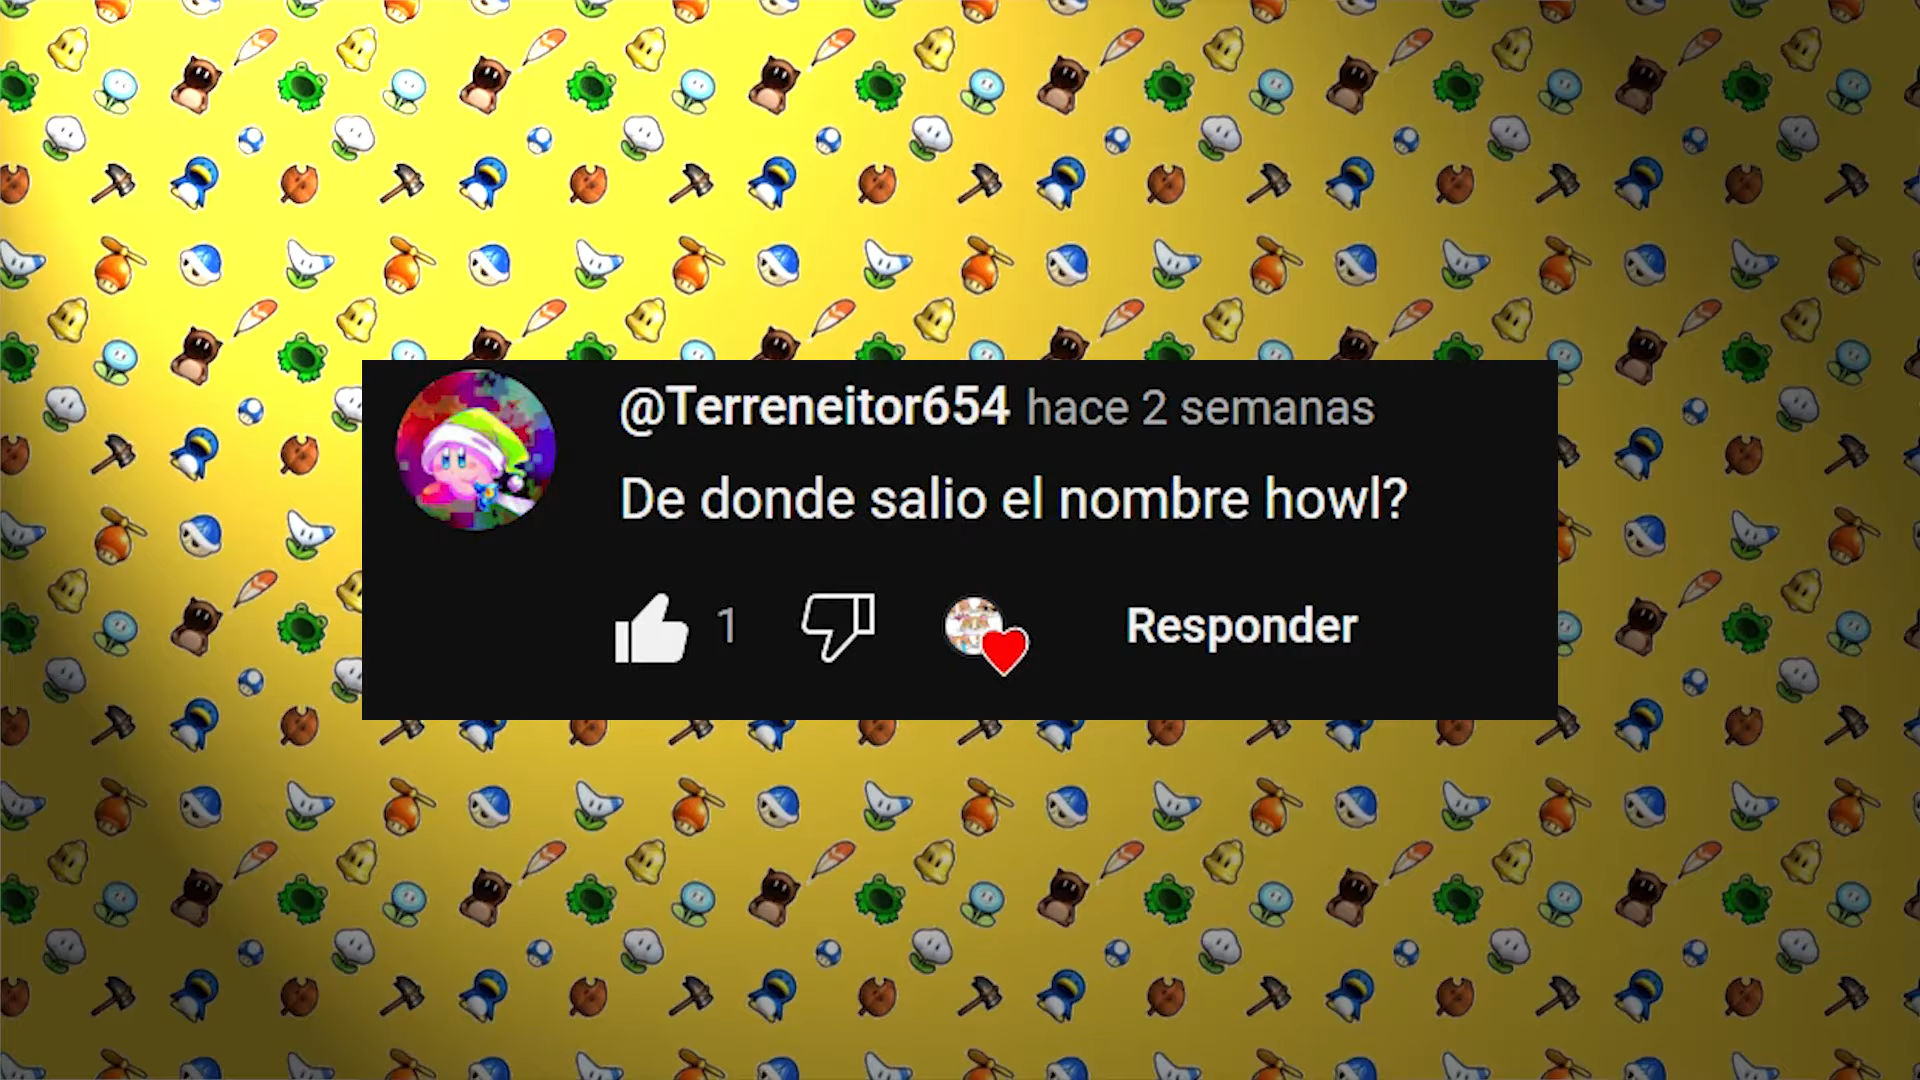 @Terreneitor654 hace 2 semanas
De donde salio el nombre howl?
1 Responder